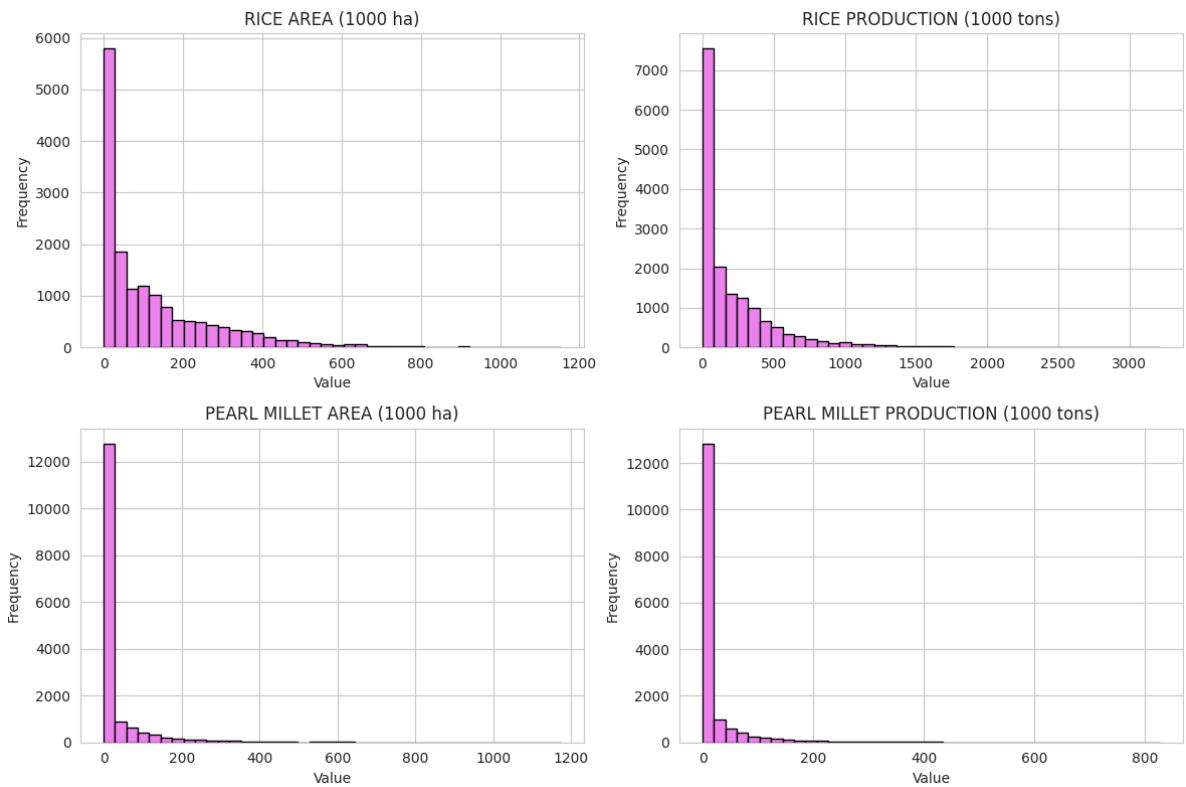 RICE AREA (1000 ha)
6000
5000
4000
3000
2000
1000
0
Frequency
0 200 400 600 800 1000 1200
Value
RICE PRODUCTION (1000 tons)
7000
6000
5000
4000
3000
2000
1000
0
Frequency
0 500 1000 1500 2000 2500 3000
Value
PEARL MILLET AREA (1000 ha)
12000
10000
8000
6000
4000
2000
0
Frequency
0 200 400 600 800 1000 1200
Value
PEARL MILLET PRODUCTION (1000 tons)
12000
10000
8000
6000
4000
2000
0
Frequency
0 200 400 600 800
Value